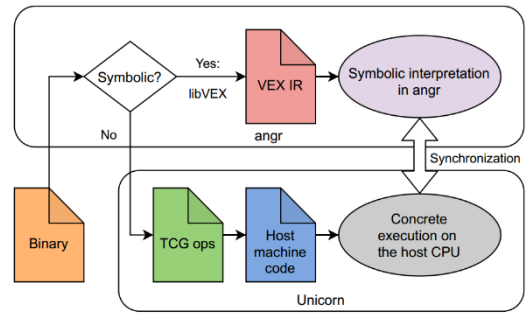 Symbolic?
Yes:
libVEX
VEX IR
Symbolic interpretation
in angr
No
angr
Synchronization
Binary
TCG ops
Host
machine
code
Concrete
execution on
the host CPU
Unicorn